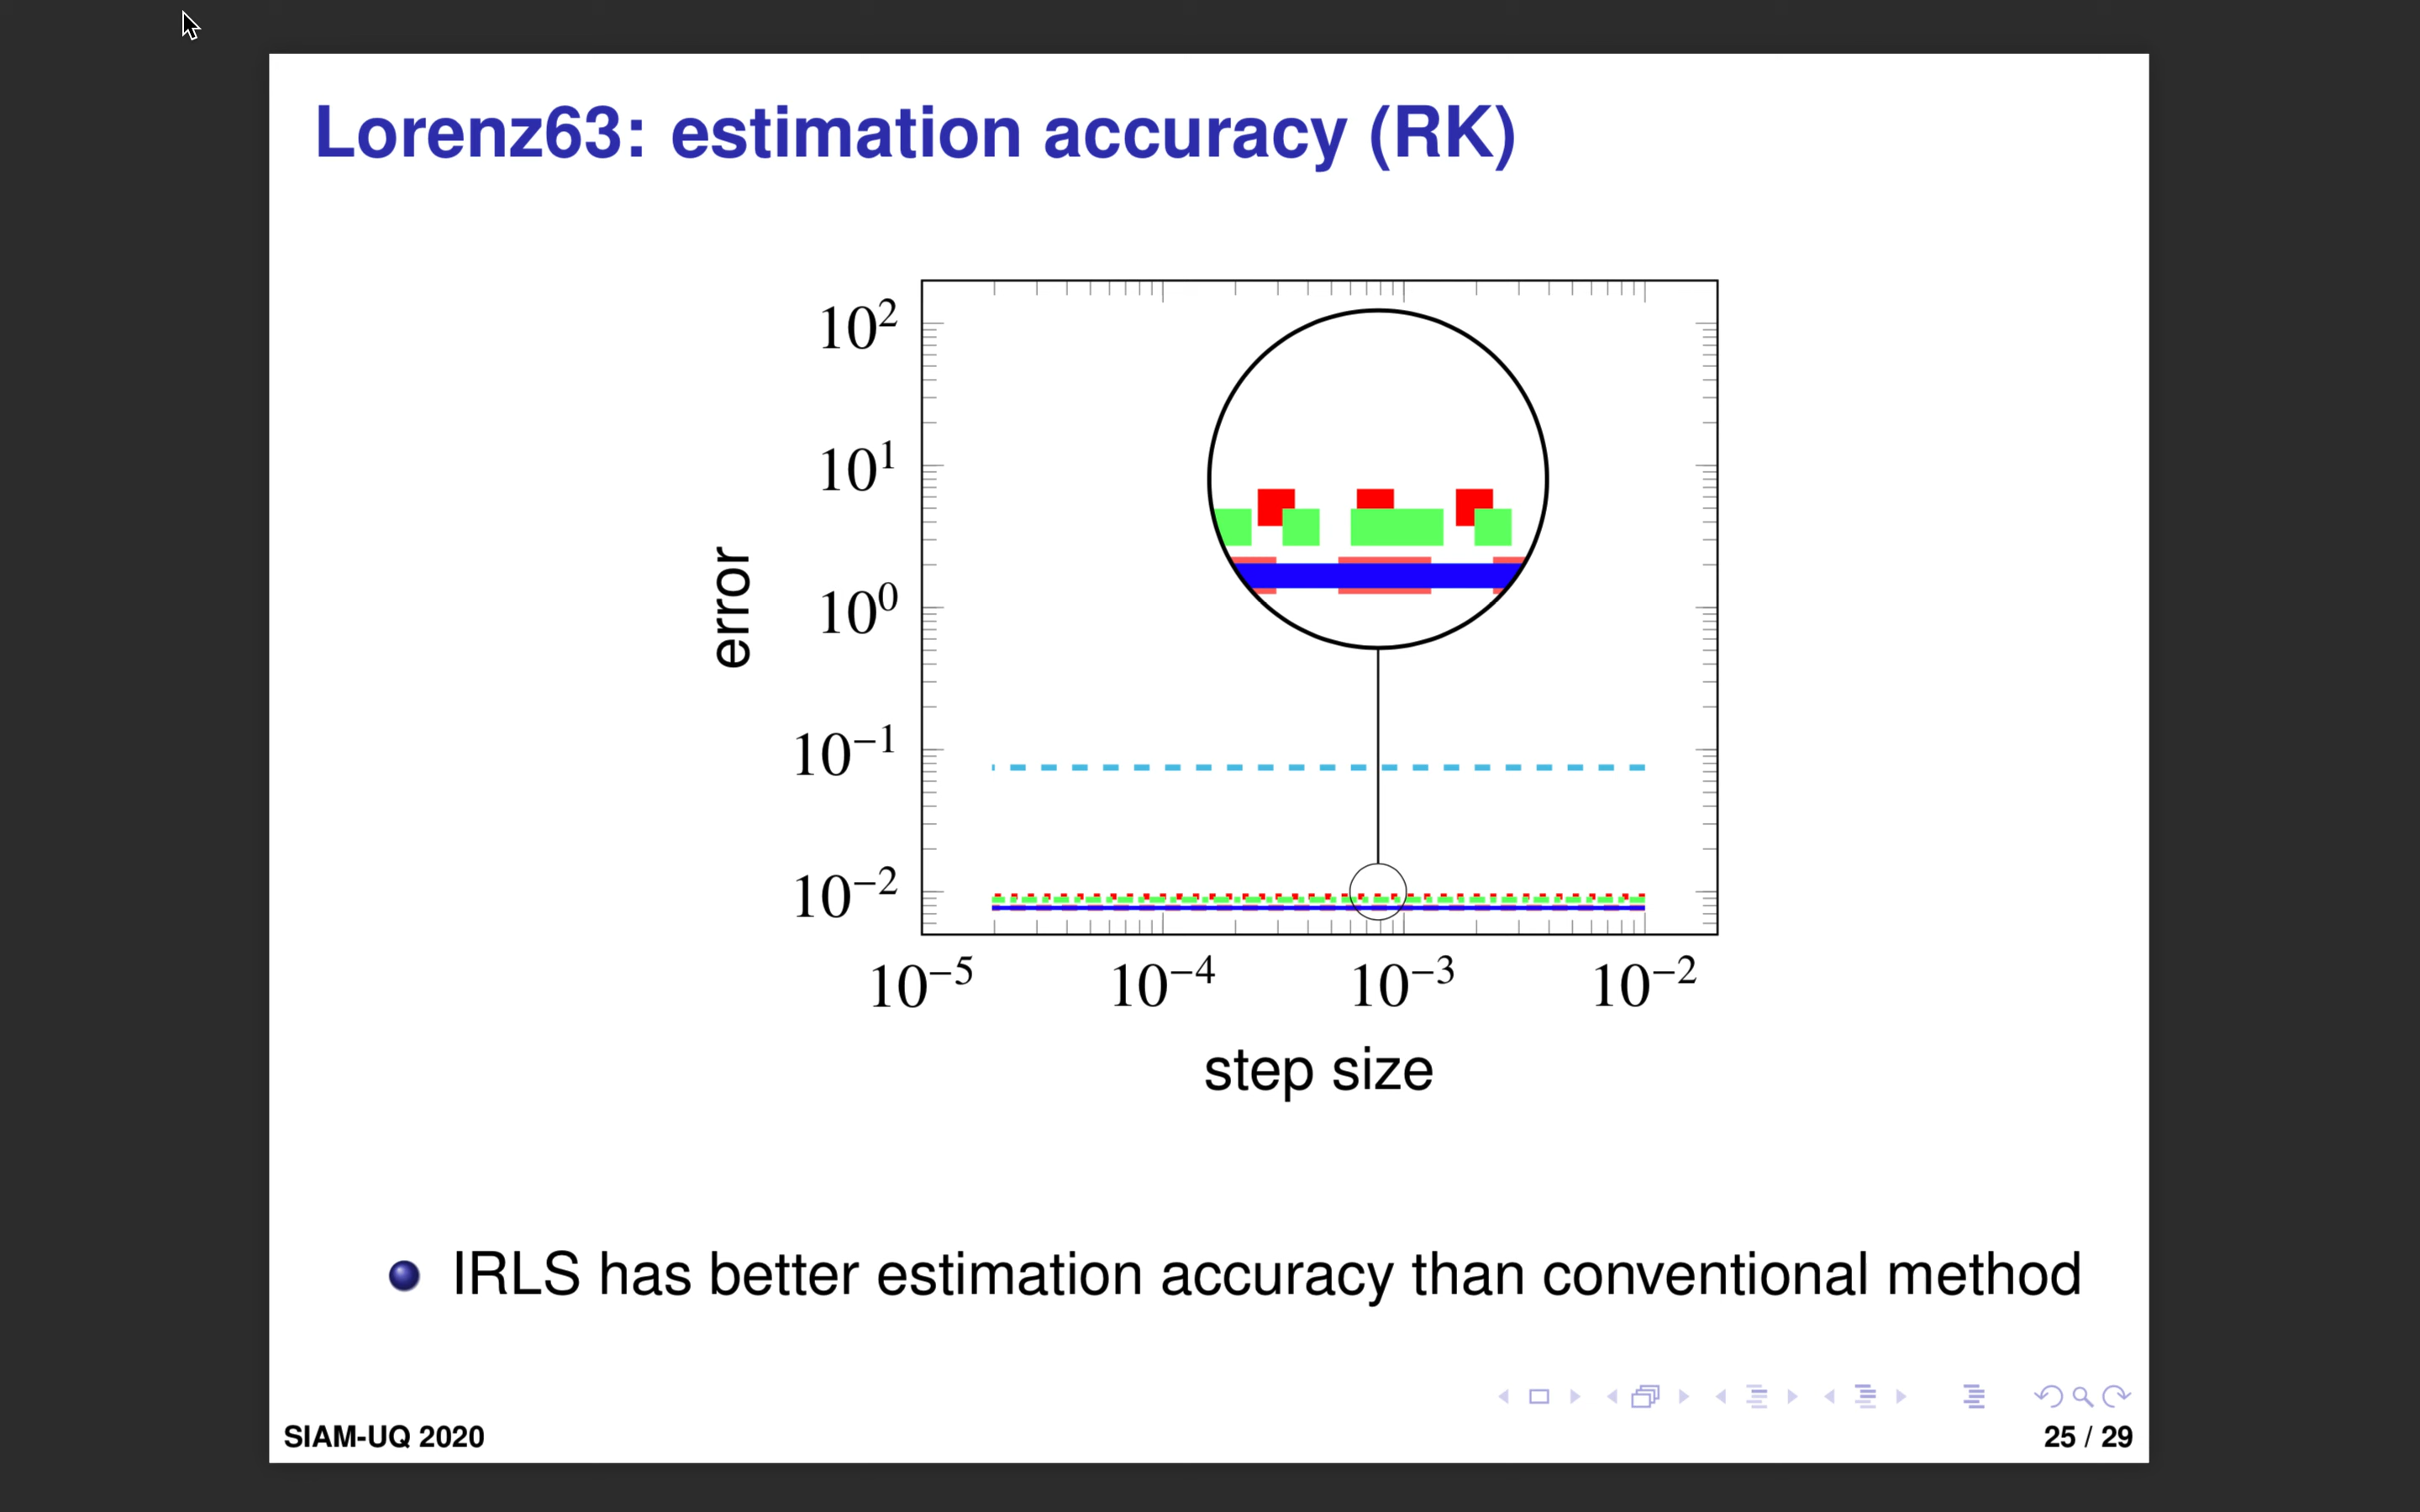 Lorenz63: estimation accuracy (RK)
10²
10¹
10⁰
10⁻¹
10⁻²
error
10⁻⁵ 10⁻⁴ 10⁻³ 10⁻²
step size
IRLS has better estimation accuracy than conventional method
SIAM-UQ 2020
25 / 29